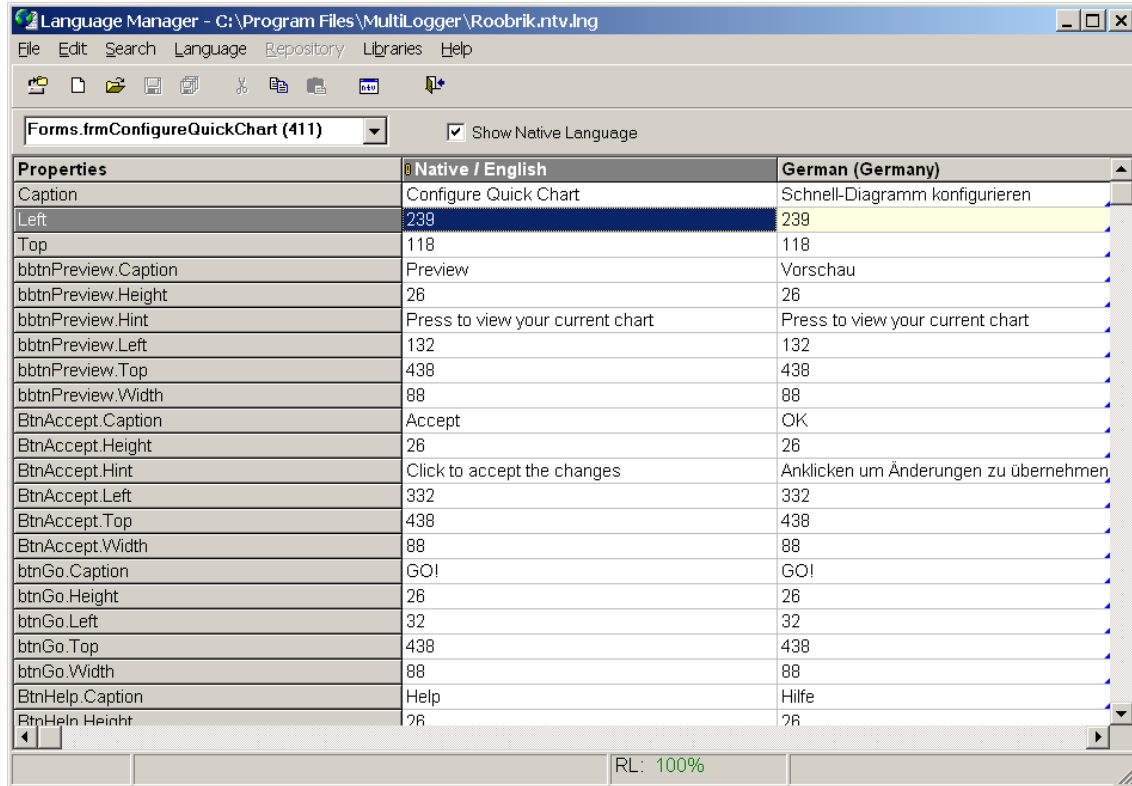 Language Manager - C:\Program Files\MultiLogger\Roobrik.ntv.lng
File Edit Search Language Repository Libraries Help
ntv
Forms.frmConfigureQuickChart (411) Show Native Language
Properties Native / English German (Germany)
Caption Configure Quick Chart Schnell-Diagramm konfigurieren
Left 239 239
Top 118 118
bbtnPreview.Caption Preview Vorschau
bbtnPreview.Height 26 26
bbtnPreview.Hint Press to view your current chart Press to view your current chart
bbtnPreview.Left 132 132
bbtnPreview.Top 438 438
bbtnPreview.Width 88 88
BtnAccept.Caption Accept OK
BtnAccept.Height 26 26
BtnAccept.Hint Click to accept the changes Anklicken um Änderungen zu übernehmen
BtnAccept.Left 332 332
BtnAccept.Top 438 438
BtnAccept.Width 88 88
btnGo.Caption GO! GO!
btnGo.Height 26 26
btnGo.Left 32 32
btnGo.Top 438 438
btnGo.Width 88 88
BtnHelp.Caption Help Hilfe
BtnHelp.Height 26 26
RL: 100%